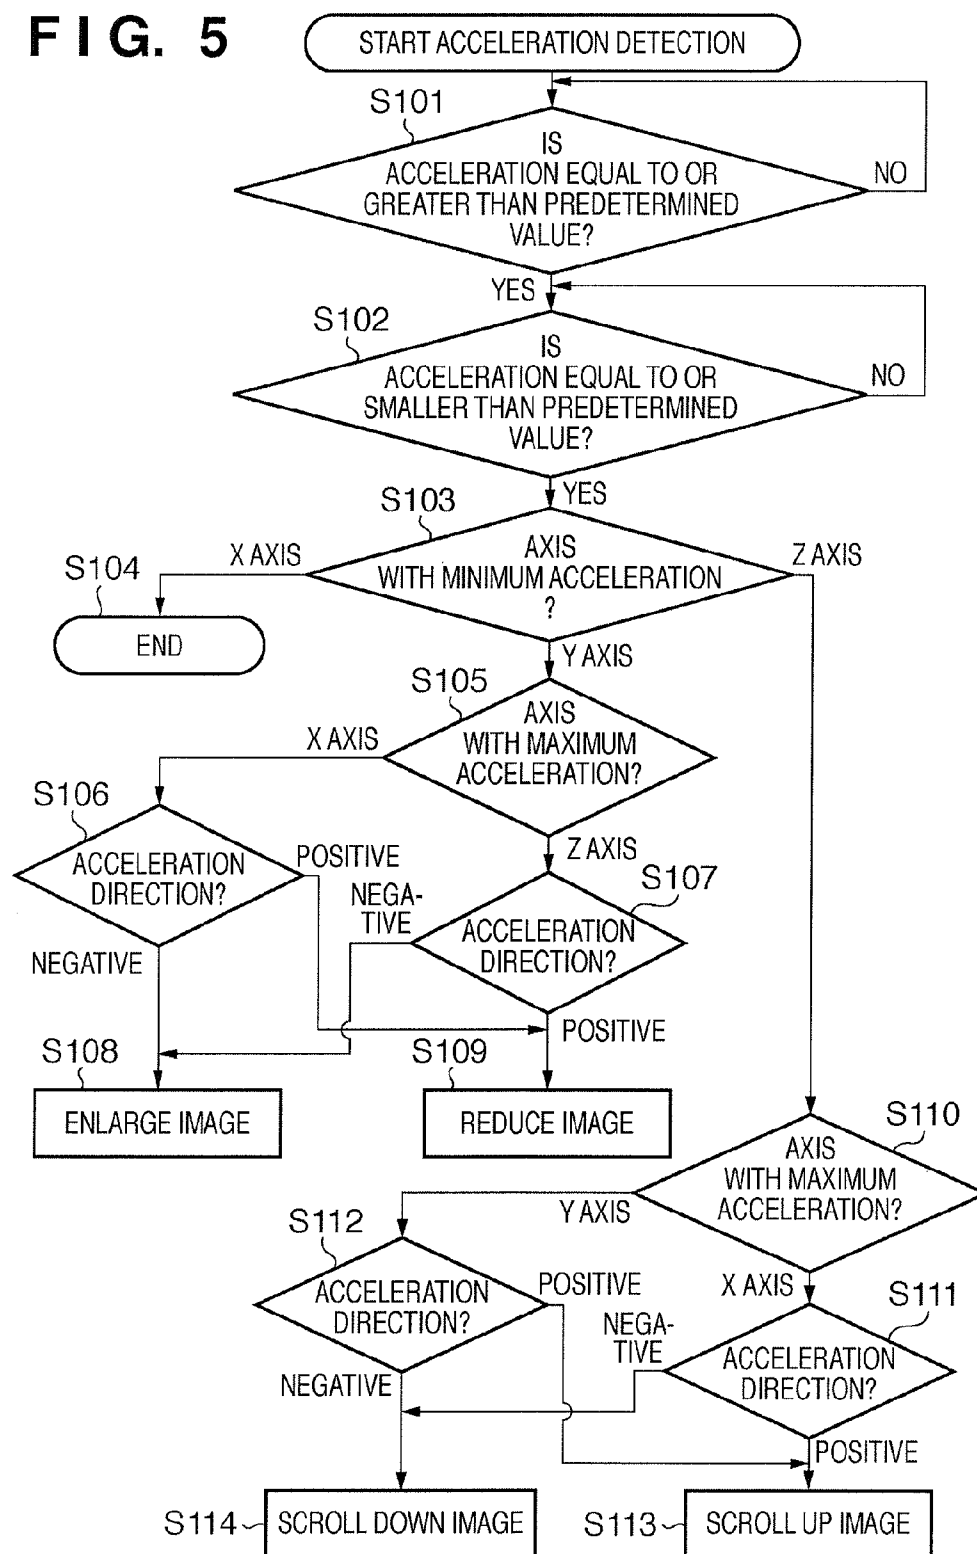 FIG. 5
START ACCELERATION DETECTION
S101
IS
ACCELERATION EQUAL TO OR
GREATER THAN PREDETERMINED
VALUE?
NO
YES
S102
IS
ACCELERATION EQUAL TO OR
SMALLER THAN PREDETERMINED
VALUE?
NO
YES
S103
AXIS
WITH MINIMUM ACCELERATION
?
X AXIS
Z AXIS
S104
END
Y AXIS
S105
AXIS
WITH MAXIMUM
ACCELERATION?
X AXIS
Z AXIS
S106
ACCELERATION
DIRECTION?
POSITIVE
NEGATIVE
S107
ACCELERATION
DIRECTION?
NEGA-
TIVE
POSITIVE
S108
ENLARGE IMAGE
S109
REDUCE IMAGE
S110
AXIS
WITH MAXIMUM
ACCELERATION?
Y AXIS
X AXIS
S112
ACCELERATION
DIRECTION?
POSITIVE
NEGATIVE
S111
ACCELERATION
DIRECTION?
NEGA-
TIVE
POSITIVE
S114
SCROLL DOWN IMAGE
S113
SCROLL UP IMAGE